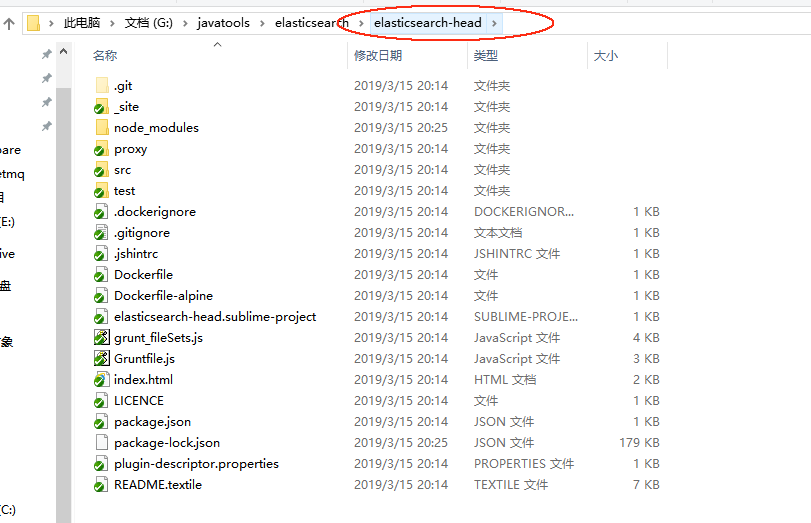 此电脑 › 文档 (G:) › javatools › elasticsearch › elasticsearch-head ›
名称 修改日期 类型 大小
.git 2019/3/15 20:14 文件夹
_site 2019/3/15 20:14 文件夹
node_modules 2019/3/15 20:25 文件夹
proxy 2019/3/15 20:14 文件夹
src 2019/3/15 20:14 文件夹
test 2019/3/15 20:14 文件夹
.dockerignore 2019/3/15 20:14 DOCKERIGNOR... 1 KB
.gitignore 2019/3/15 20:14 文本文档 1 KB
.jshintrc 2019/3/15 20:14 JSHINTRC 文件 1 KB
Dockerfile 2019/3/15 20:14 文件 1 KB
Dockerfile-alpine 2019/3/15 20:14 文件 1 KB
elasticsearch-head.sublime-project 2019/3/15 20:14 SUBLIME-PROJE... 1 KB
grunt_fileSets.js 2019/3/15 20:14 JavaScript 文件 4 KB
Gruntfile.js 2019/3/15 20:14 JavaScript 文件 3 KB
index.html 2019/3/15 20:14 HTML 文档 2 KB
LICENCE 2019/3/15 20:14 文件 1 KB
package.json 2019/3/15 20:14 JSON 文件 2 KB
package-lock.json 2019/3/15 20:25 JSON 文件 179 KB
plugin-descriptor.properties 2019/3/15 20:14 PROPERTIES 文件 1 KB
README.textile 2019/3/15 20:14 TEXTILE 文件 7 KB
are
etmq
E:)
ive
盘
象
(C:)